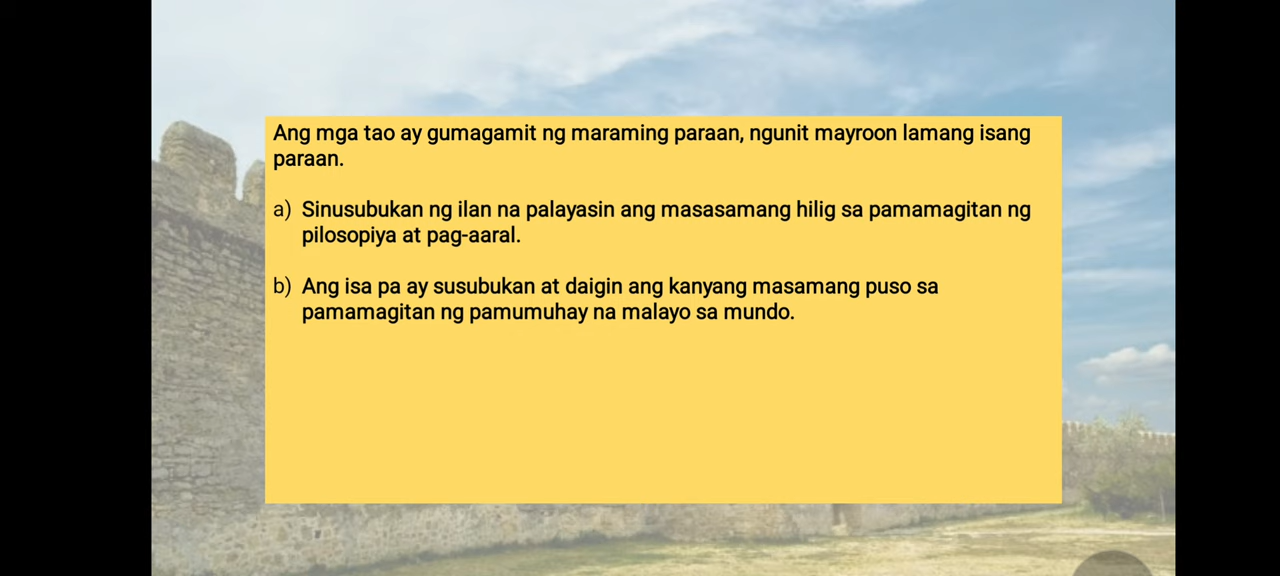 Ang mga tao ay gumagamit ng maraming paraan, ngunit mayroon lamang isang
paraan.
a) Sinusubukan ng ilan na palayasin ang masasamang hilig sa pamamagitan ng
pilosopiya at pag-aaral.
b) Ang isa pa ay susubukan at daigin ang kanyang masamang puso sa
pamamagitan ng pamumuhay na malayo sa mundo.